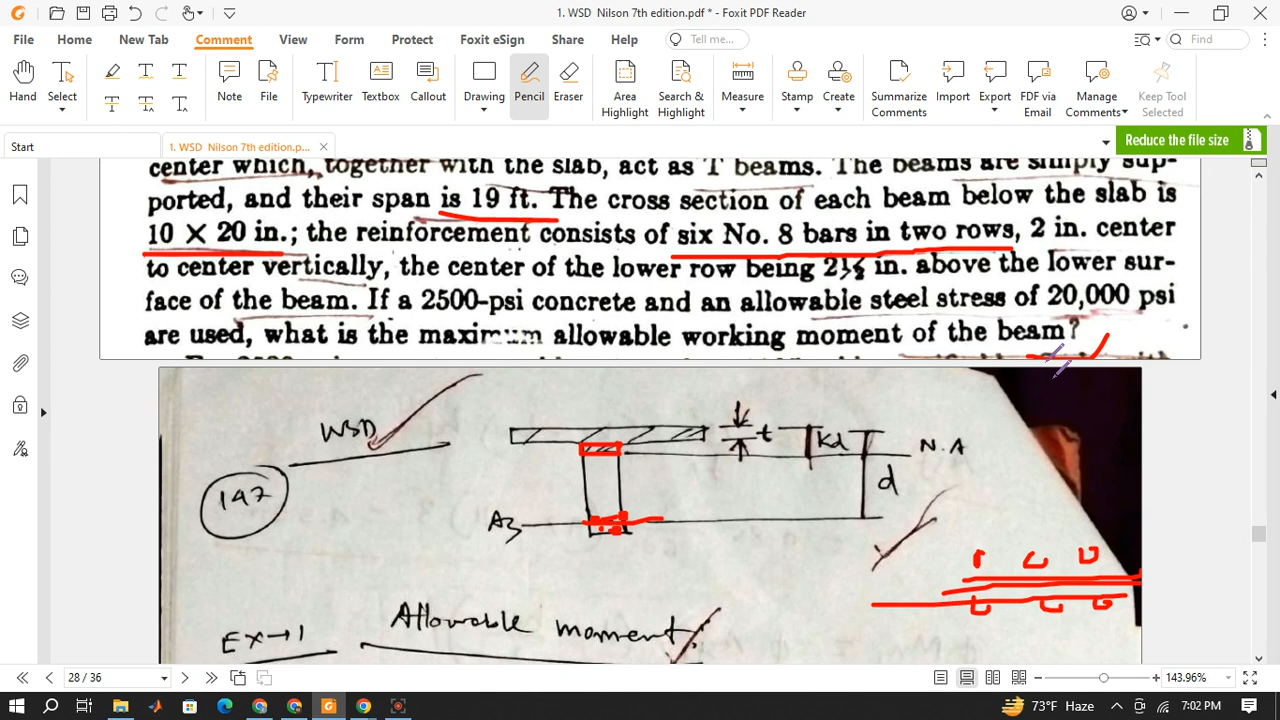 1. WSD Nilson 7th edition.pdf * - Foxit PDF Reader
Tell me...
Find
File Home New Tab Comment View Form Protect Foxit eSign Share Help
Hand Select Note File Typewriter Textbox Callout Drawing Pencil Eraser Area Highlight Search & Highlight Measure Stamp Create Summarize Comments Import Export PDF via Email Manage Comments Keep Tool Selected
Start 1. WSD Nilson 7th edition.p... Reduce the file size
center which, together with the slab, act as T beams. The beams are simply sup-
ported, and their span is 19 ft. The cross section of each beam below the slab is
10 × 20 in.; the reinforcement consists of six No. 8 bars in two rows, 2 in. center
to center vertically, the center of the lower row being 2½ in. above the lower sur-
face of the beam. If a 2500-psi concrete and an allowable steel stress of 20,000 psi
are used, what is the maximum allowable working moment of the beam?
WSD
t Kd N.A
147
d
As
Ex→1 Allowable moment
28 / 36
143.96%
73°F Haze
7:02 PM